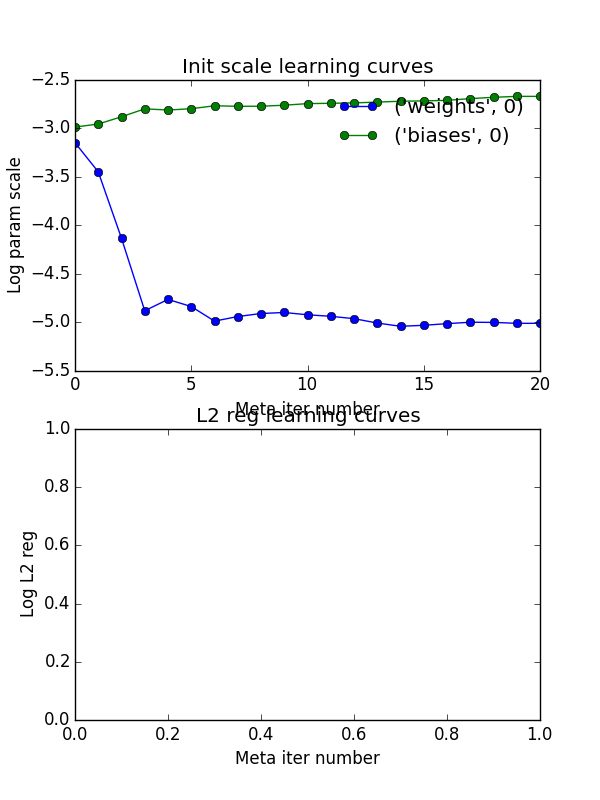 Init scale learning curves
−2.5
−3.0
−3.5
−4.0
−4.5
−5.0
−5.5
Log param scale
('weights', 0)
('biases', 0)
0 5 10 15 20
Meta iter number
L2 reg learning curves
1.0
0.8
0.6
0.4
0.2
0.0
Log L2 reg
0.0 0.2 0.4 0.6 0.8 1.0
Meta iter number